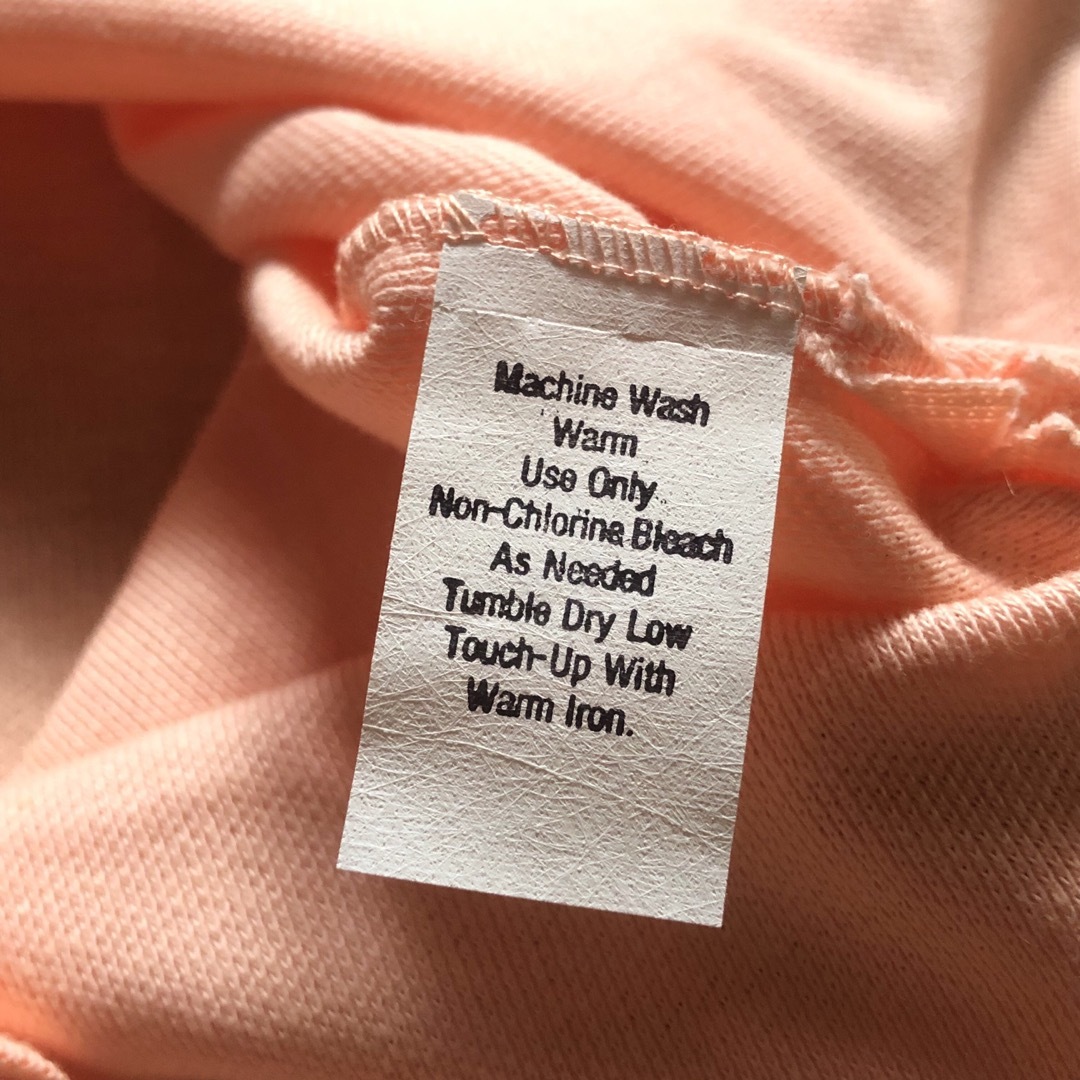 Machine Wash
Warm
Use Only
Non-Chlorine Bleach
As Needed
Tumble Dry Low
Touch-Up With
Warm Iron.